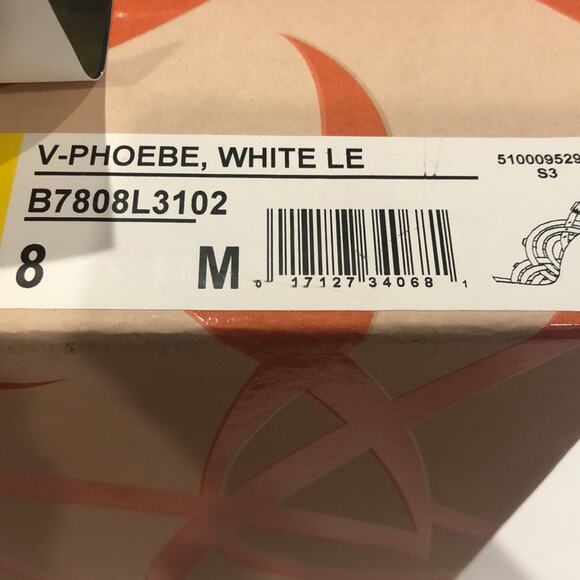 V-PHOEBE, WHITE LE
510009529
S3
B7808L3102
8 M
0 17127 34068 1